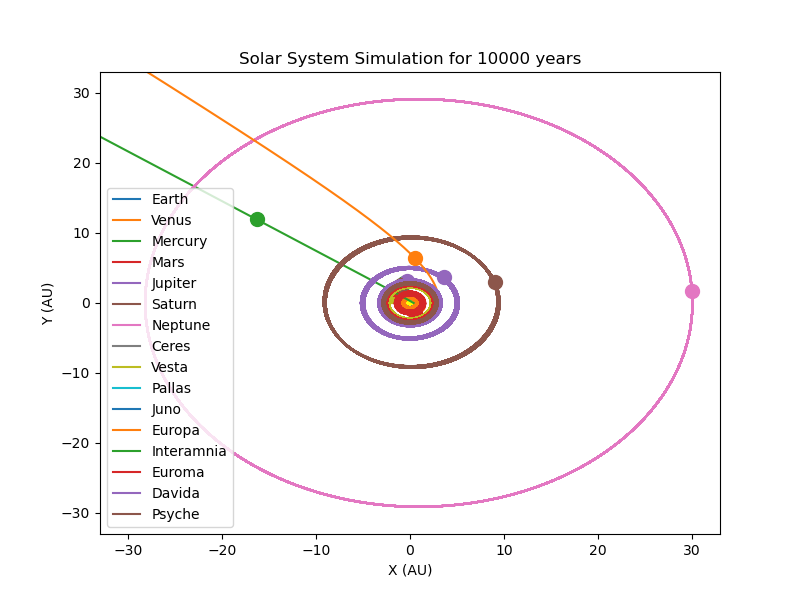 Solar System Simulation for 10000 years
30
20
10
0
−10
−20
−30
Y (AU)
Earth
Venus
Mercury
Mars
Jupiter
Saturn
Neptune
Ceres
Vesta
Pallas
Juno
Europa
Interamnia
Euroma
Davida
Psyche
−30 −20 −10 0 10 20 30
X (AU)